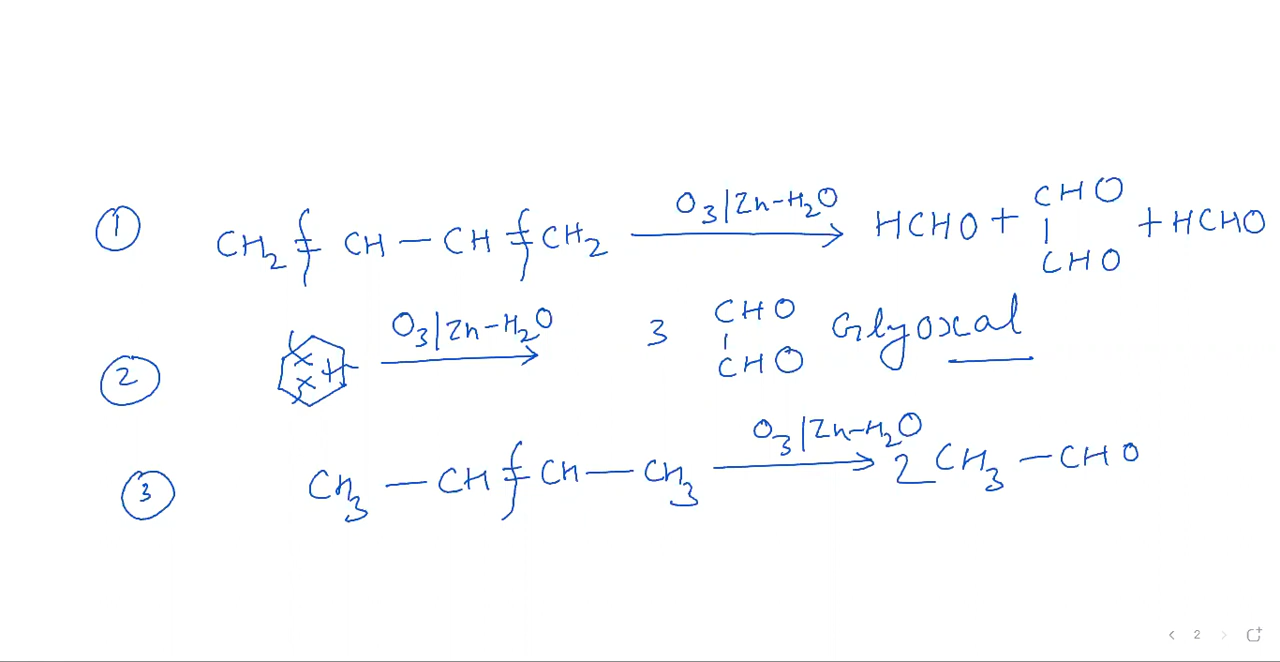 ① CH₂ = CH — CH = CH₂ O₃|Zn-H₂O → HCHO + CHO | CHO + HCHO
② O₃|Zn-H₂O → 3 CHO | CHO Glyoxal
③ CH₃ — CH = CH — CH₃ O₃|Zn-H₂O → 2 CH₃ — CHO
2